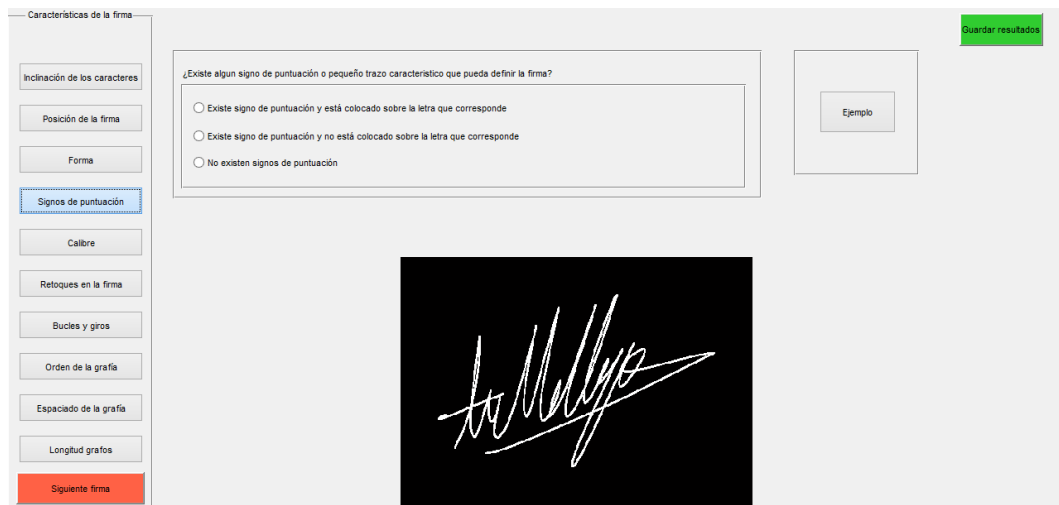 Características de la firma
Guardar resultados
Inclinación de los caracteres
¿Existe algun signo de puntuación o pequeño trazo caracteristico que pueda definir la firma?
Existe signo de puntuación y está colocado sobre la letra que corresponde
Ejemplo
Posición de la firma
Existe signo de puntuación y no está colocado sobre la letra que corresponde
Forma
No existen signos de puntuación
Signos de puntuación
Calibre
Retoques en la firma
Bucles y giros
Orden de la grafía
Espaciado de la grafía
Longitud grafos
Siguiente firma